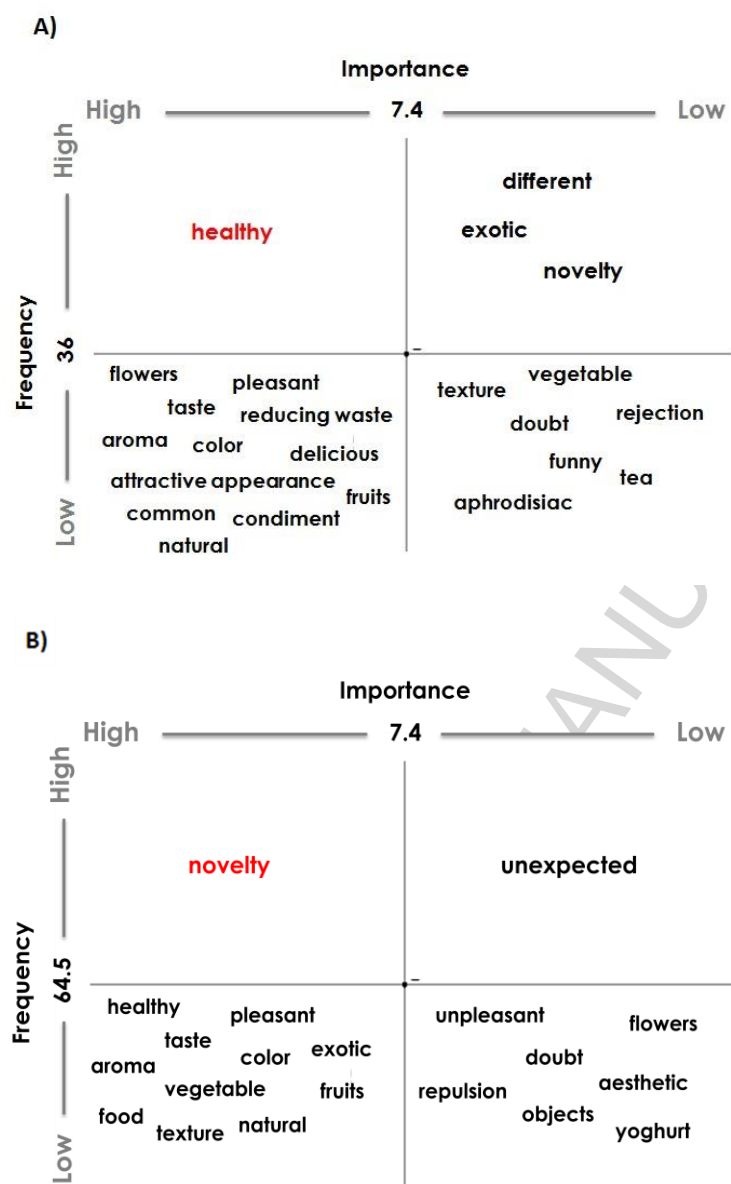 A)
Importance
High 7.4 Low
High
Frequency
36
Low
different
healthy
exotic
novelty
flowers
pleasant
taste
reducing waste
aroma
color
delicious
attractive appearance
fruits
common
condiment
natural
vegetable
texture
doubt
rejection
funny
tea
aphrodisiac
B)
Importance
High 7.4 Low
High
Frequency
64.5
Low
novelty
unexpected
healthy
pleasant
taste
aroma
color
exotic
vegetable
fruits
food
texture
natural
unpleasant
flowers
doubt
repulsion
aesthetic
objects
yoghurt